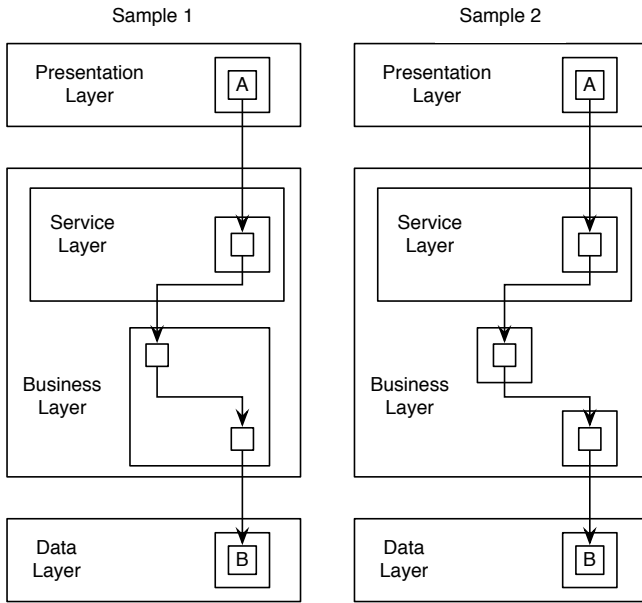 Sample 1
Sample 2
Presentation
Layer
A
Presentation
Layer
A
Service
Layer
Service
Layer
Business
Layer
Business
Layer
Data
Layer
B
Data
Layer
B